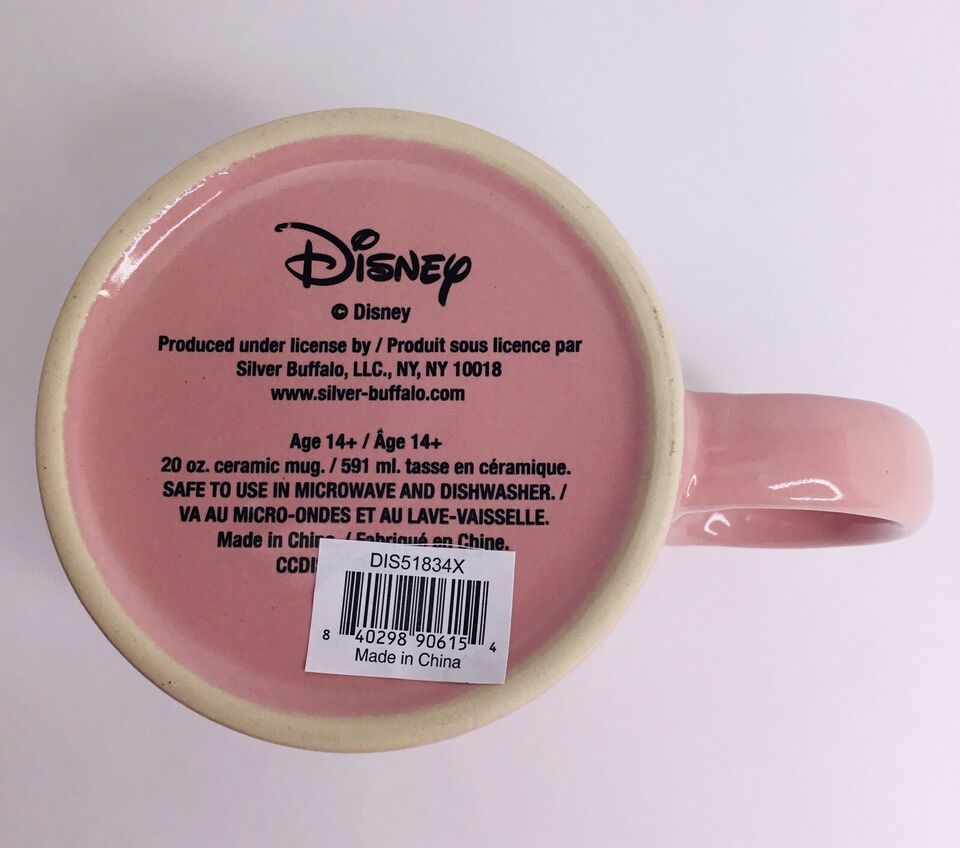 Disney
© Disney
Produced under license by / Produit sous licence par
Silver Buffalo, LLC., NY, NY 10018
www.silver-buffalo.com
Age 14+ / Âge 14+
20 oz. ceramic mug. / 591 ml. tasse en céramique.
SAFE TO USE IN MICROWAVE AND DISHWASHER. /
VA AU MICRO-ONDES ET AU LAVE-VAISSELLE.
Made in China. / Fabriqué en Chine.
DIS51834X
8 40298 90615 4
Made in China